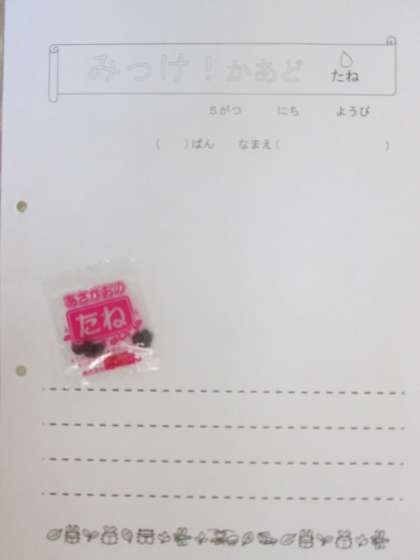 みつけ!かあど
たね
5がつ にち ようび
( )ばん なまえ( )
あさがおの
たね